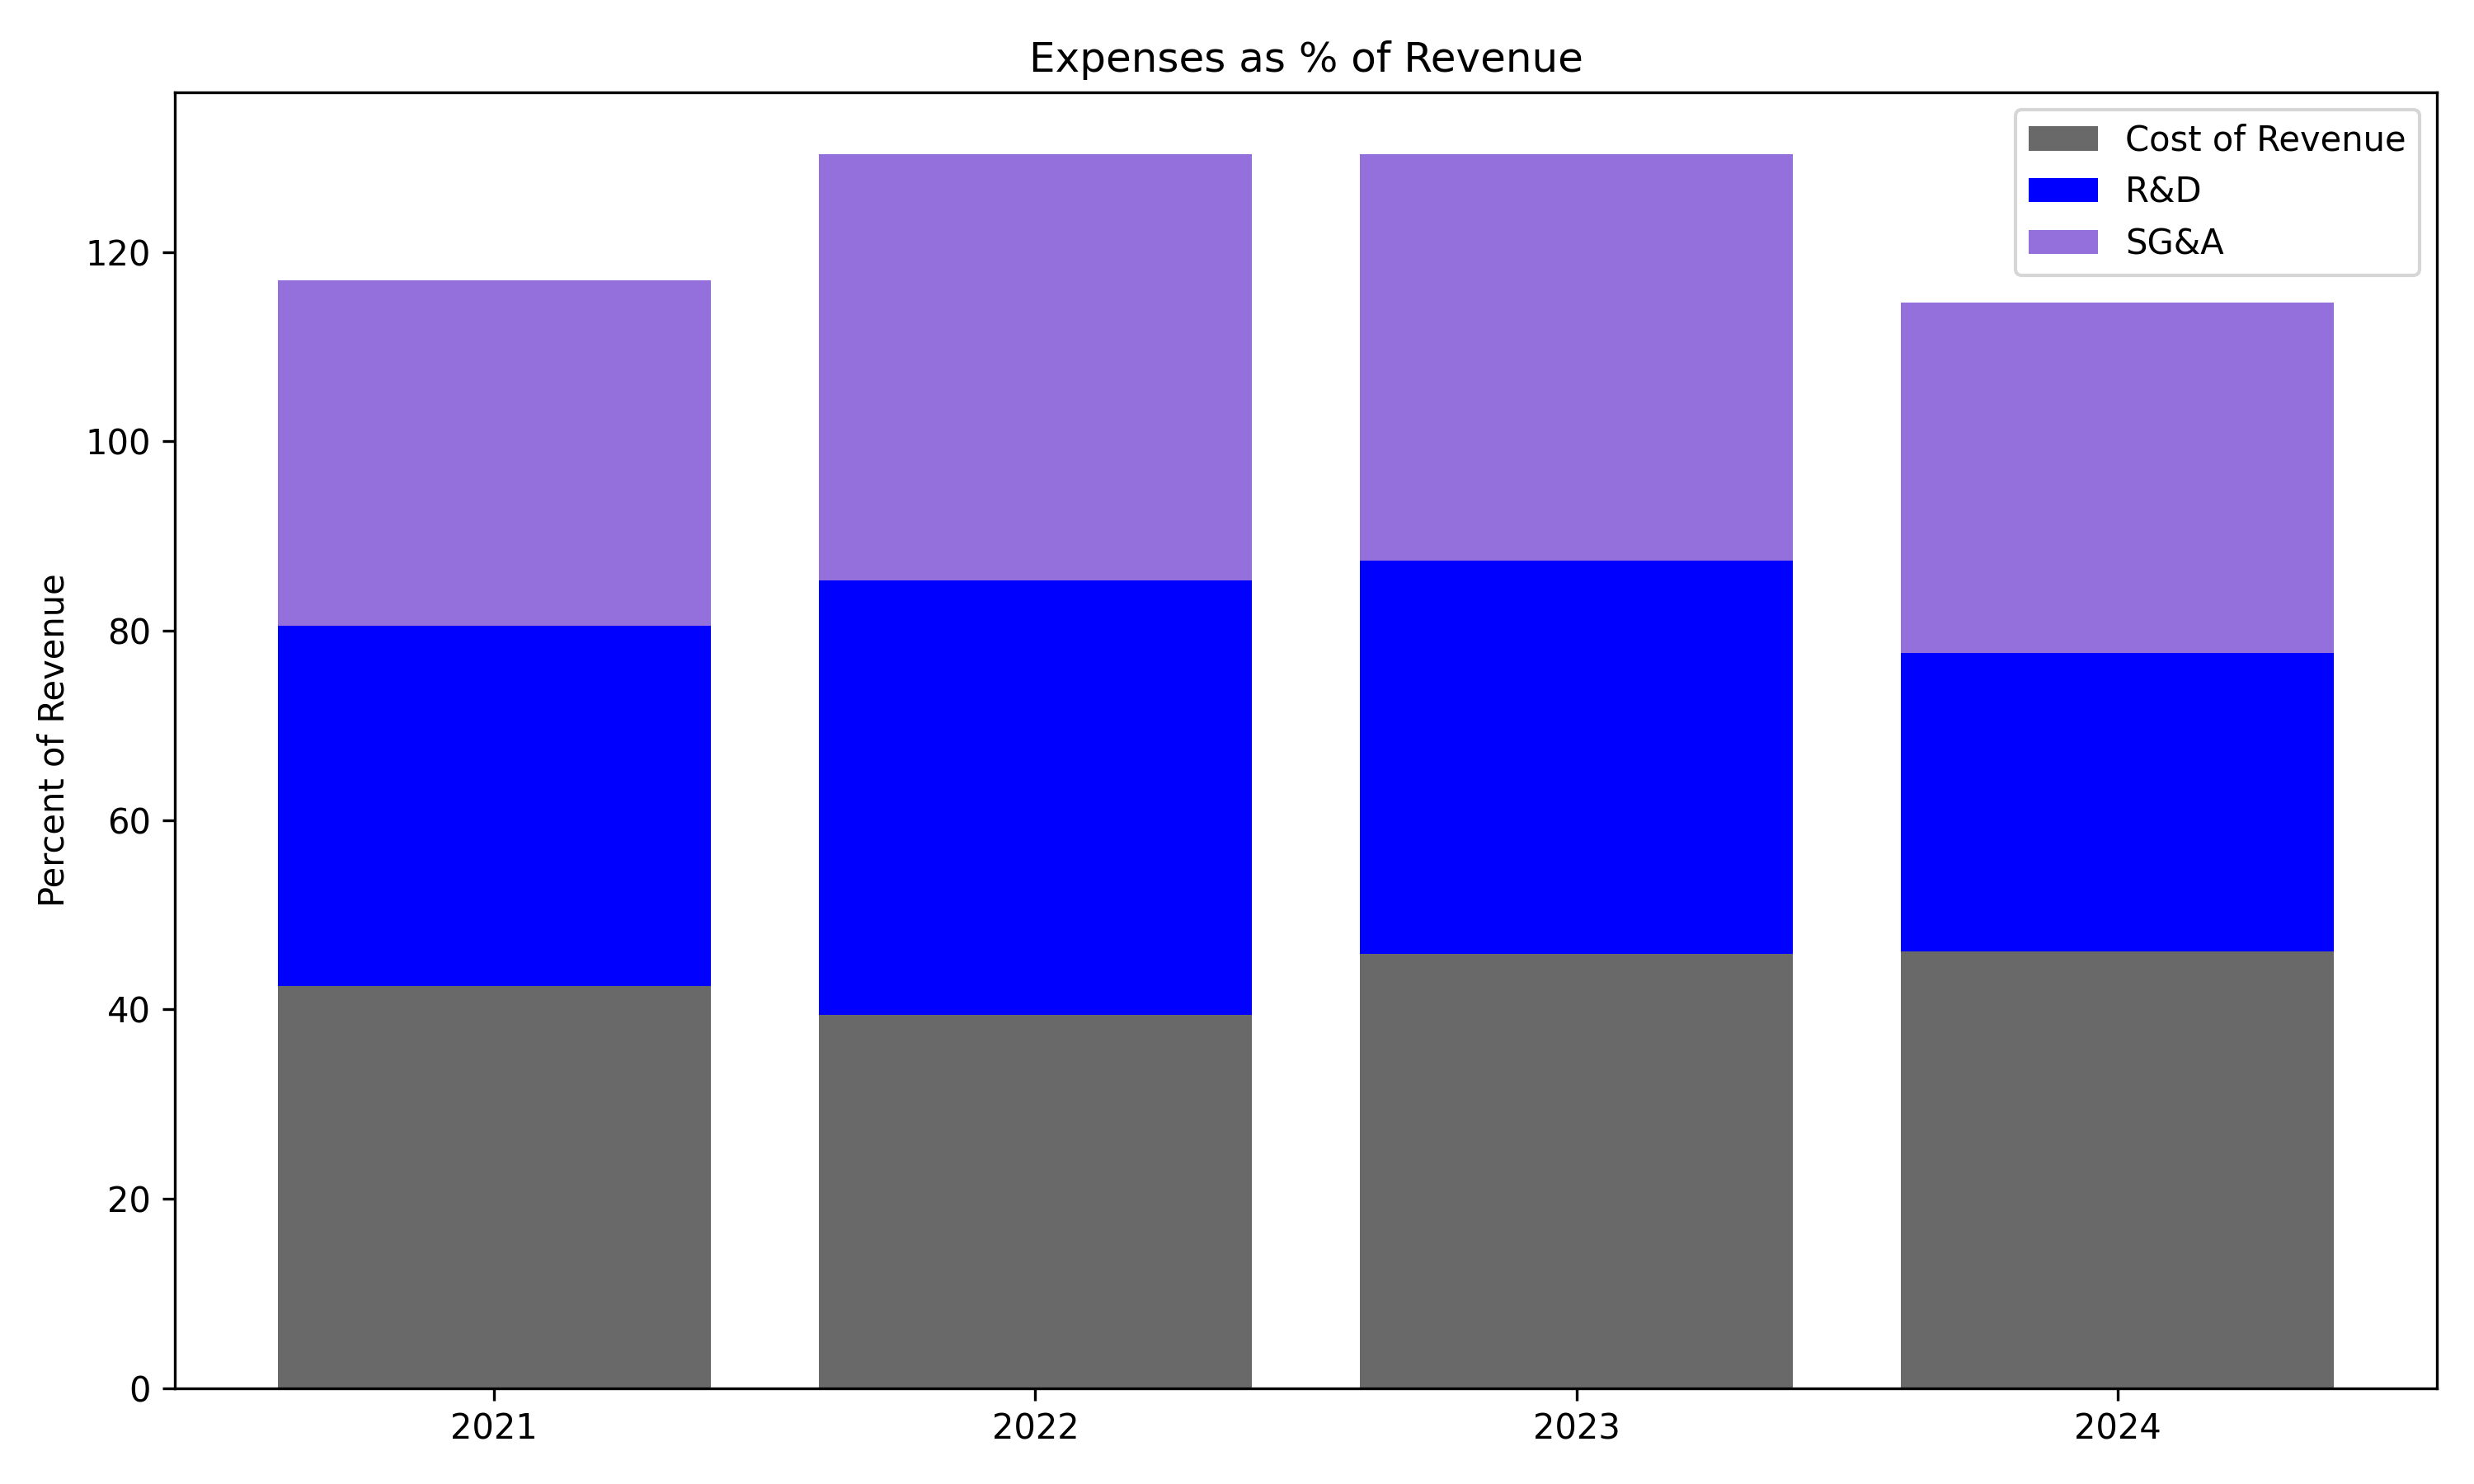 Expenses as % of Revenue
Cost of Revenue
R&D
SG&A
Percent of Revenue
120
100
80
60
40
20
0
2021
2022
2023
2024